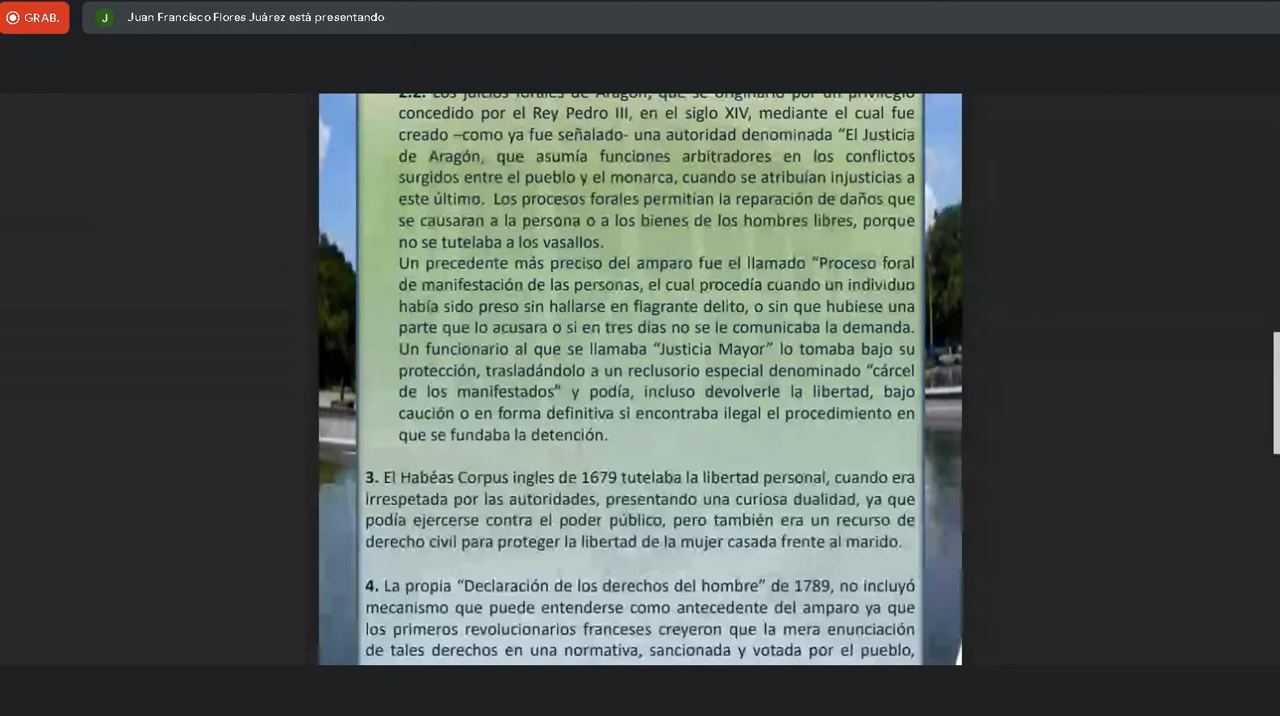 GRAB.
J
Juan Francisco Flores Juárez está presentando
2.2. Los juicios forales de Aragón, que se originario por un privilegio
concedido por el Rey Pedro III, en el siglo XIV, mediante el cual fue
creado –como ya fue señalado- una autoridad denominada “El Justicia
de Aragón, que asumía funciones arbitradores en los conflictos
surgidos entre el pueblo y el monarca, cuando se atribuían injusticias a
este último. Los procesos forales permitían la reparación de daños que
se causaran a la persona o a los bienes de los hombres libres, porque
no se tutelaba a los vasallos.
Un precedente más preciso del amparo fue el llamado “Proceso foral
de manifestación de las personas, el cual procedía cuando un individuo
había sido preso sin hallarse en flagrante delito, o sin que hubiese una
parte que lo acusara o si en tres días no se le comunicaba la demanda.
Un funcionario al que se llamaba “Justicia Mayor” lo tomaba bajo su
protección, trasladándolo a un reclusorio especial denominado “cárcel
de los manifestados” y podía, incluso devolverle la libertad, bajo
caución o en forma definitiva si encontraba ilegal el procedimiento en
que se fundaba la detención.
3. El Habéas Corpus ingles de 1679 tutelaba la libertad personal, cuando era
irrespetada por las autoridades, presentando una curiosa dualidad, ya que
podía ejercerse contra el poder público, pero también era un recurso de
derecho civil para proteger la libertad de la mujer casada frente al marido.
4. La propia “Declaración de los derechos del hombre” de 1789, no incluyó
mecanismo que puede entenderse como antecedente del amparo ya que
los primeros revolucionarios franceses creyeron que la mera enunciación
de tales derechos en una normativa, sancionada y votada por el pueblo,